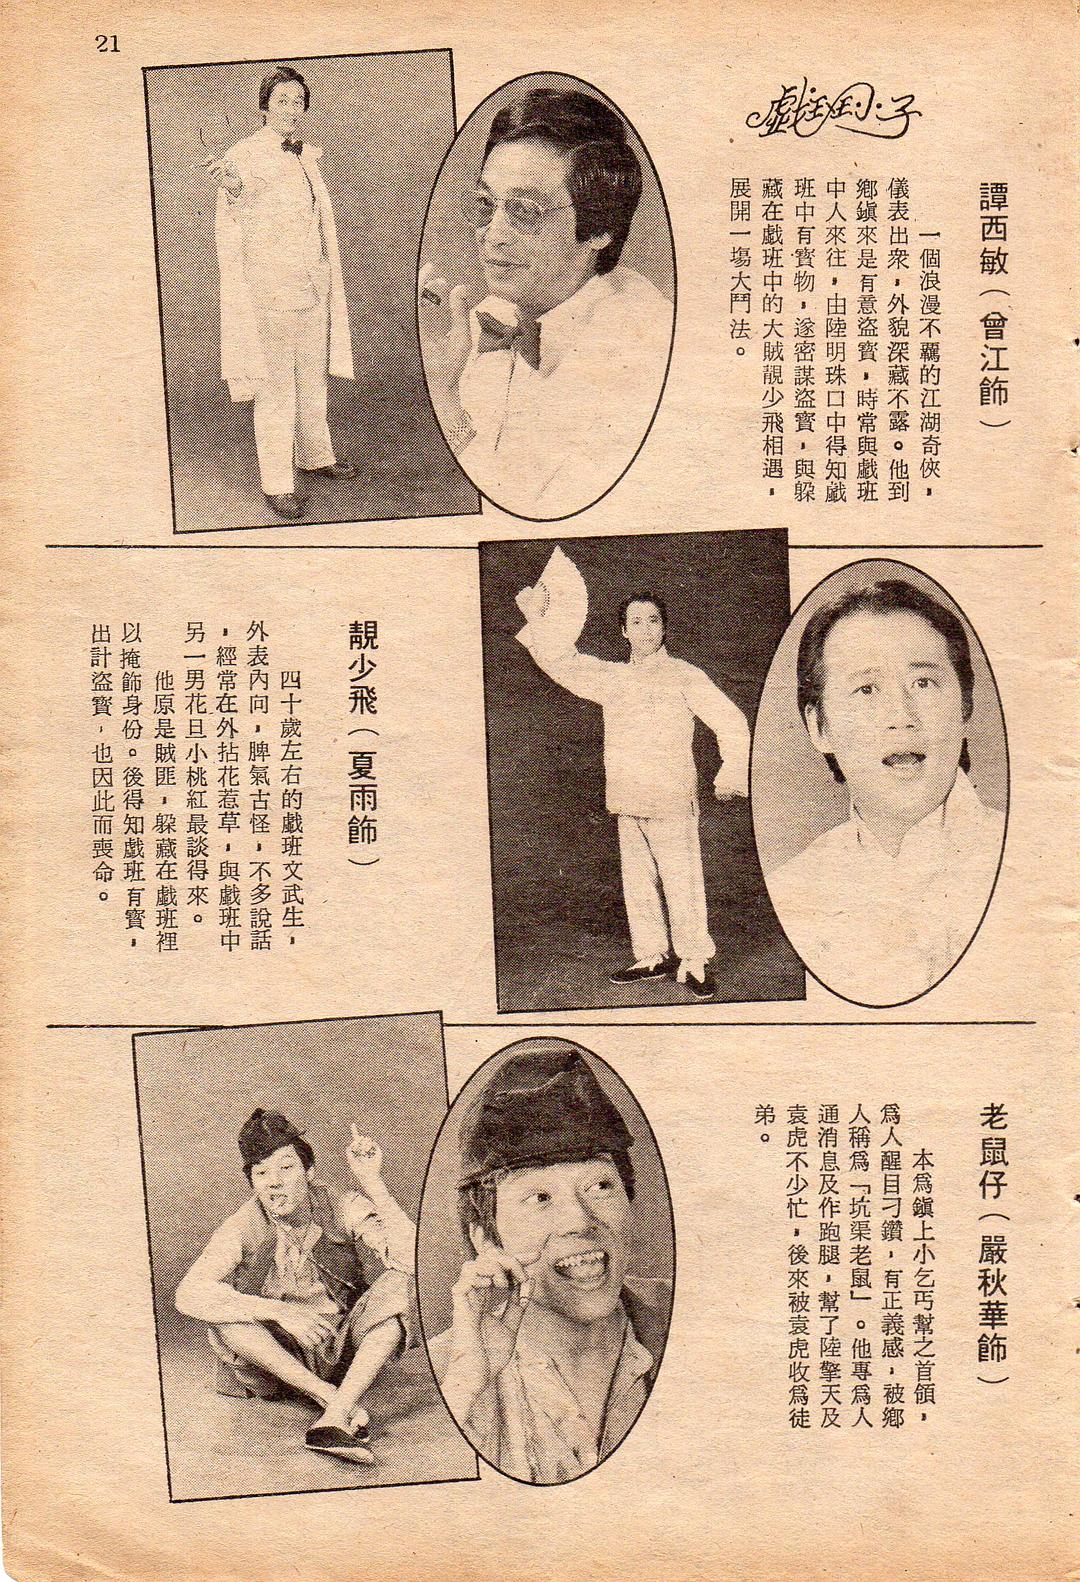 21
戲班小子
譚西敏（曾江飾）
一個浪漫不羈的江湖奇俠，
儀表出衆，外貌深藏不露。他到
鄉鎭來是有意盜寳，時常與戲班
中人來往，由陸明珠口中得知戱
班中有寳物，遂密謀盜寳，與躱
藏在戲班中的大賊靚少飛相遇，
展開一塲大鬥法。
靚少飛（夏雨飾）
四十歲左右的戲班文武生，
外表內向，脾氣古怪，不多說話
，經常在外拈花惹草，與戲班中
另一男花旦小桃紅最談得來。
他原是賊匪，躱藏在戲班裡
以掩飾身份。後得知戲班有寳，
出計盜寳，也因此而喪命。
老鼠仔（嚴秋華飾）
本爲鎭上小乞丐幫之首領，
爲人醒目刁鑽，有正義感，被鄉
人稱爲「坑渠老鼠」。他專爲人
通消息及作跑腿，幫了陸擎天及
袁虎不少忙，後來被袁虎收爲徒
弟。